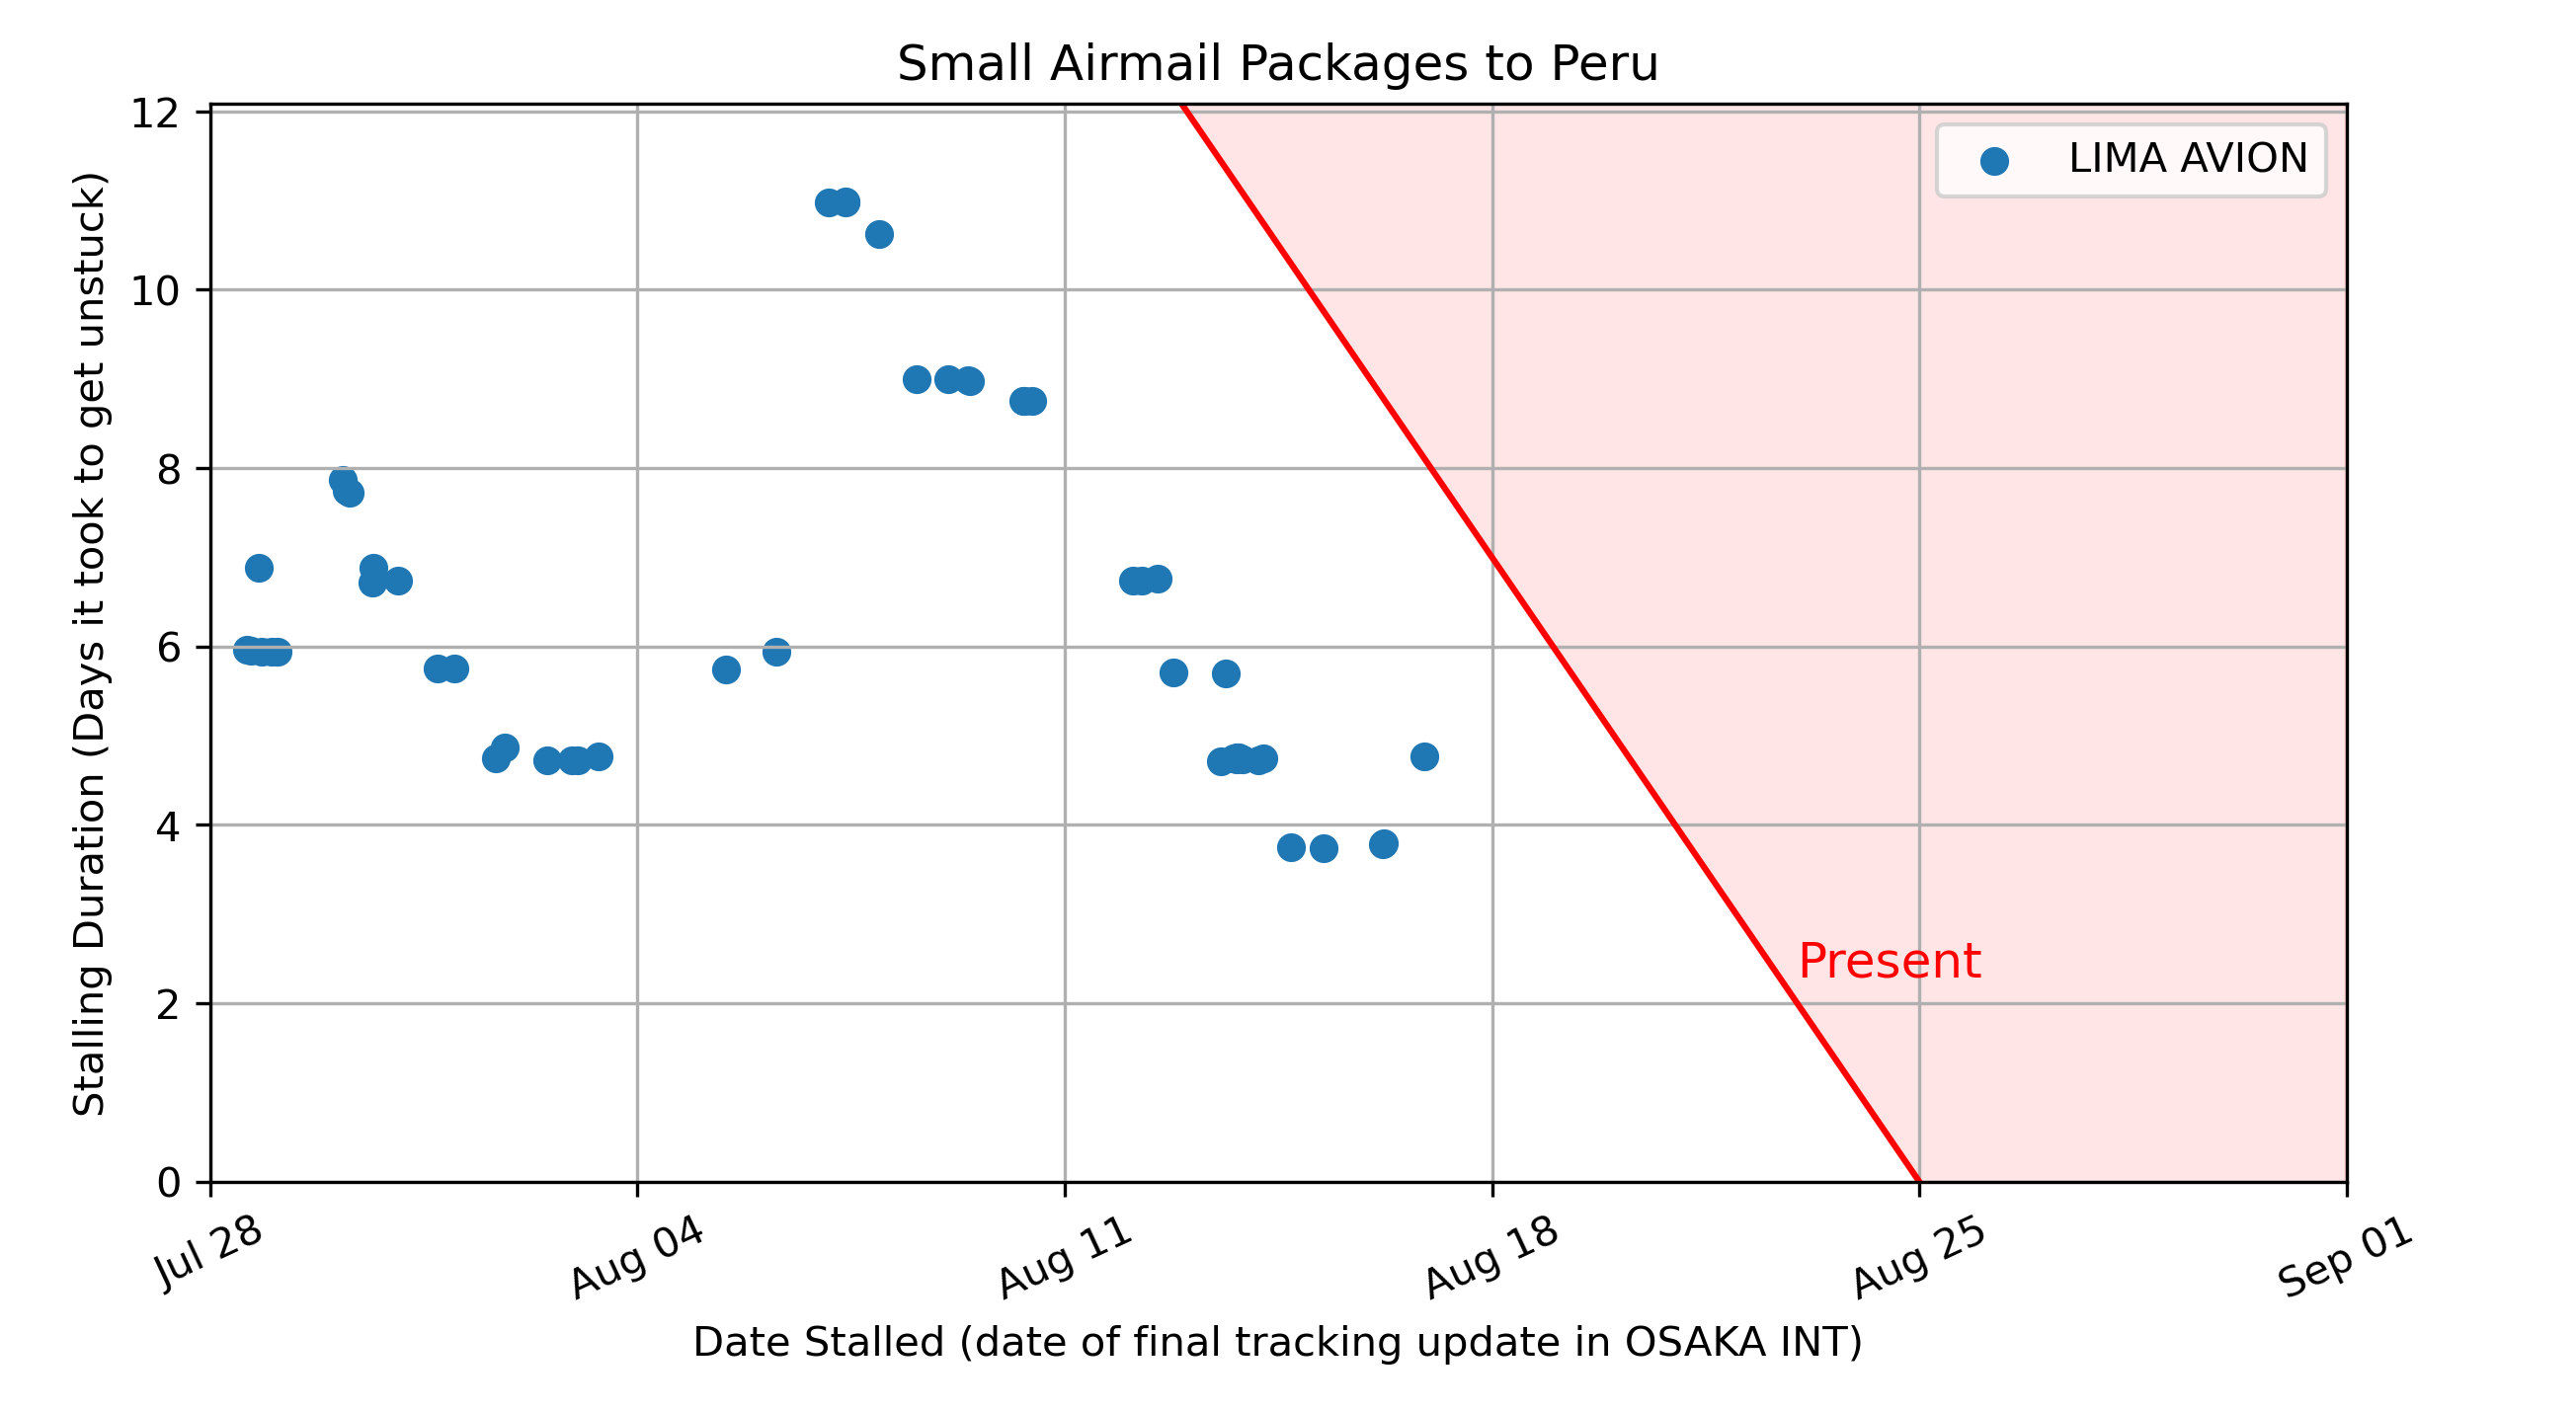 Small Airmail Packages to Peru
12
10
8
6
4
2
0
Stalling Duration (Days it took to get unstuck)
LIMA AVION
Present
Jul 28
Aug 04
Aug 11
Aug 18
Aug 25
Sep 01
Date Stalled (date of final tracking update in OSAKA INT)